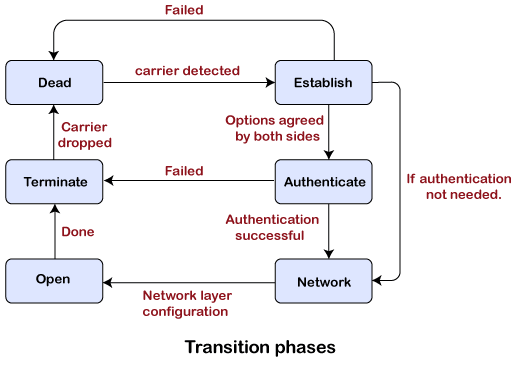 Failed
Dead
carrier detected
Establish
Carrier
dropped
Options agreed
by both sides
If authentication
not needed.
Terminate
Failed
Authenticate
Done
Authentication
successful
Open
Network layer
configuration
Network
Transition phases